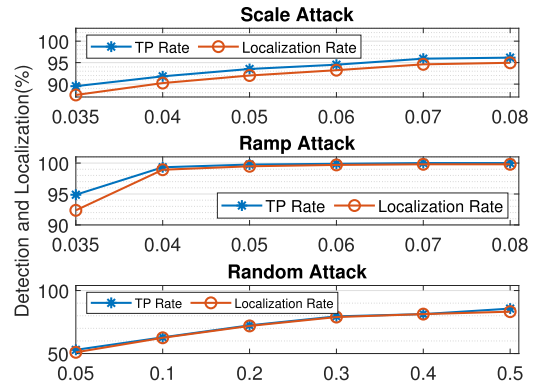 Scale Attack
100
95
90
TP Rate
Localization Rate
0.035 0.04 0.05 0.06 0.07 0.08
Detection and Localization(%)
Ramp Attack
100
95
90
TP Rate
Localization Rate
0.035 0.04 0.05 0.06 0.07 0.08
Random Attack
100
50
TP Rate
Localization Rate
0.05 0.1 0.2 0.3 0.4 0.5